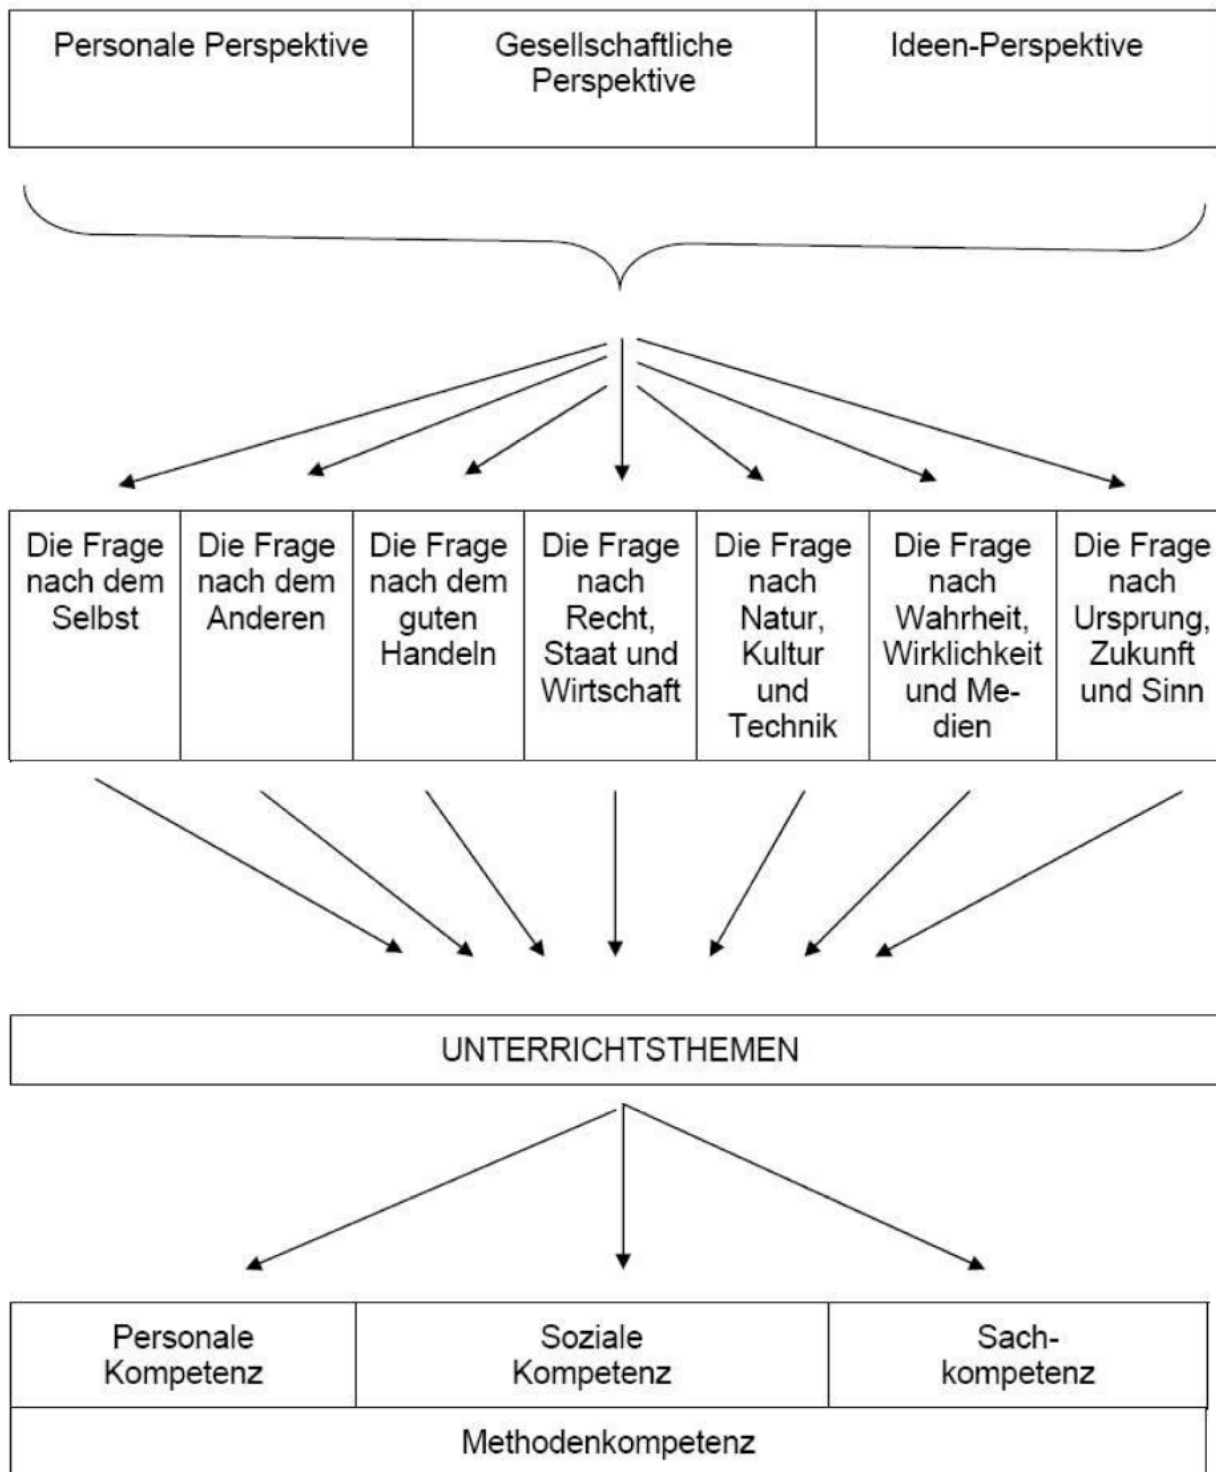 Personale Perspektive
Gesellschaftliche
Perspektive
Ideen-Perspektive
Die Frage
nach dem
Selbst
Die Frage
nach dem
Anderen
Die Frage
nach dem
guten
Handeln
Die Frage
nach
Recht,
Staat und
Wirtschaft
Die Frage
nach
Natur,
Kultur
und
Technik
Die Frage
nach
Wahrheit,
Wirklichkeit
und Me-
dien
Die Frage
nach
Ursprung,
Zukunft
und Sinn
UNTERRICHTSTHEMEN
Personale
Kompetenz
Soziale
Kompetenz
Sach-
kompetenz
Methodenkompetenz